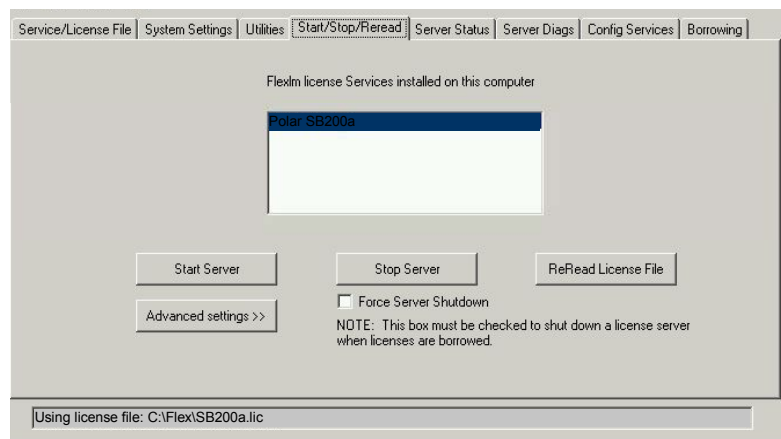 Service/License File System Settings Utilities Start/Stop/Reread Server Status Server Diags Config Services Borrowing
Flexlm license Services installed on this computer
Polar SB200a
Start Server Stop Server ReRead License File
Force Server Shutdown
Advanced settings >>
NOTE: This box must be checked to shut down a license server
when licenses are borrowed.
Using license file: C:\Flex\SB200a.lic